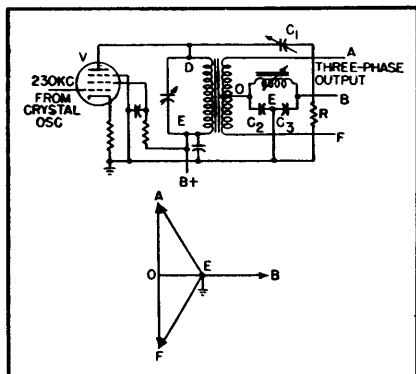 V
D
C1
A
THREE-PHASE
OUTPUT
230KC
FROM
CRYSTAL
OSC
O
B
E
E
C2
C3
R
F
B+
A
O
E
B
F